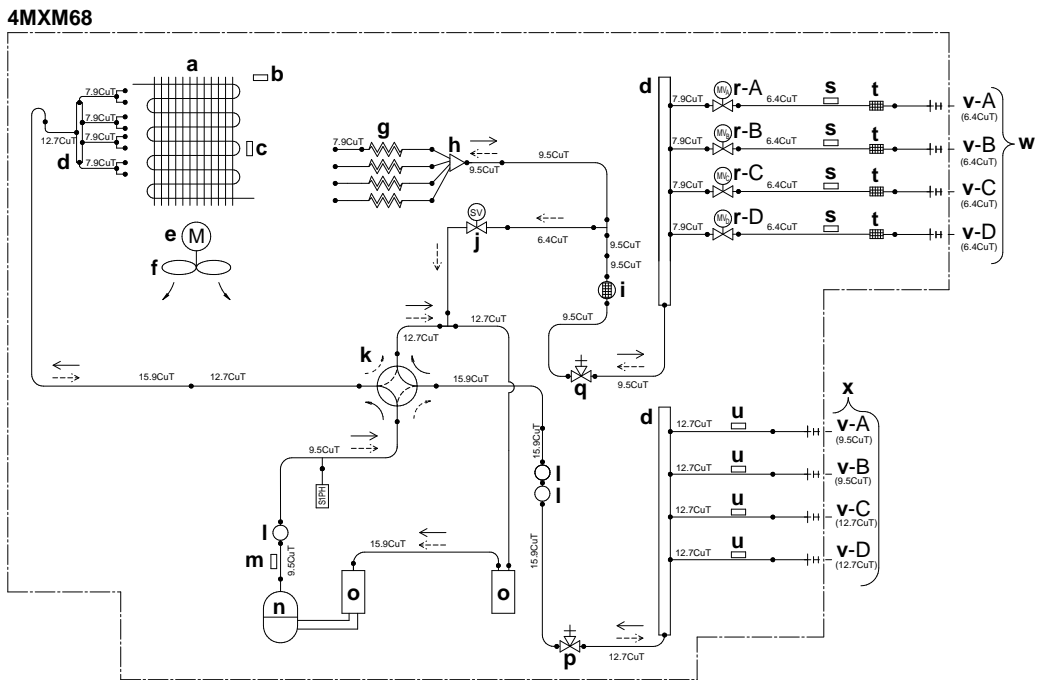 4MXM68
a
b
7.9CuT
7.9CuT
7.9CuT
7.9CuT
12.7CuT
d
c
e M
f
7.9CuT g
h
9.5CuT
9.5CuT
SV
j
6.4CuT
9.5CuT
9.5CuT
i
9.5CuT
q
9.5CuT
d
7.9CuT MVA r-A 6.4CuT s t v-A
(6.4CuT)
7.9CuT MVB r-B 6.4CuT s t v-B
(6.4CuT)
7.9CuT MVC r-C 6.4CuT s t v-C
(6.4CuT)
7.9CuT MVD r-D 6.4CuT s t v-D
(6.4CuT)
w
12.7CuT
12.7CuT
k
15.9CuT 12.7CuT
15.9CuT
9.5CuT
S1PH
l
m
9.5CuT
n
15.9CuT
o
o
15.9CuT
l
l
15.9CuT
p
12.7CuT
x
d
12.7CuT u v-A
(9.5CuT)
12.7CuT u v-B
(9.5CuT)
12.7CuT u v-C
(12.7CuT)
12.7CuT u v-D
(12.7CuT)